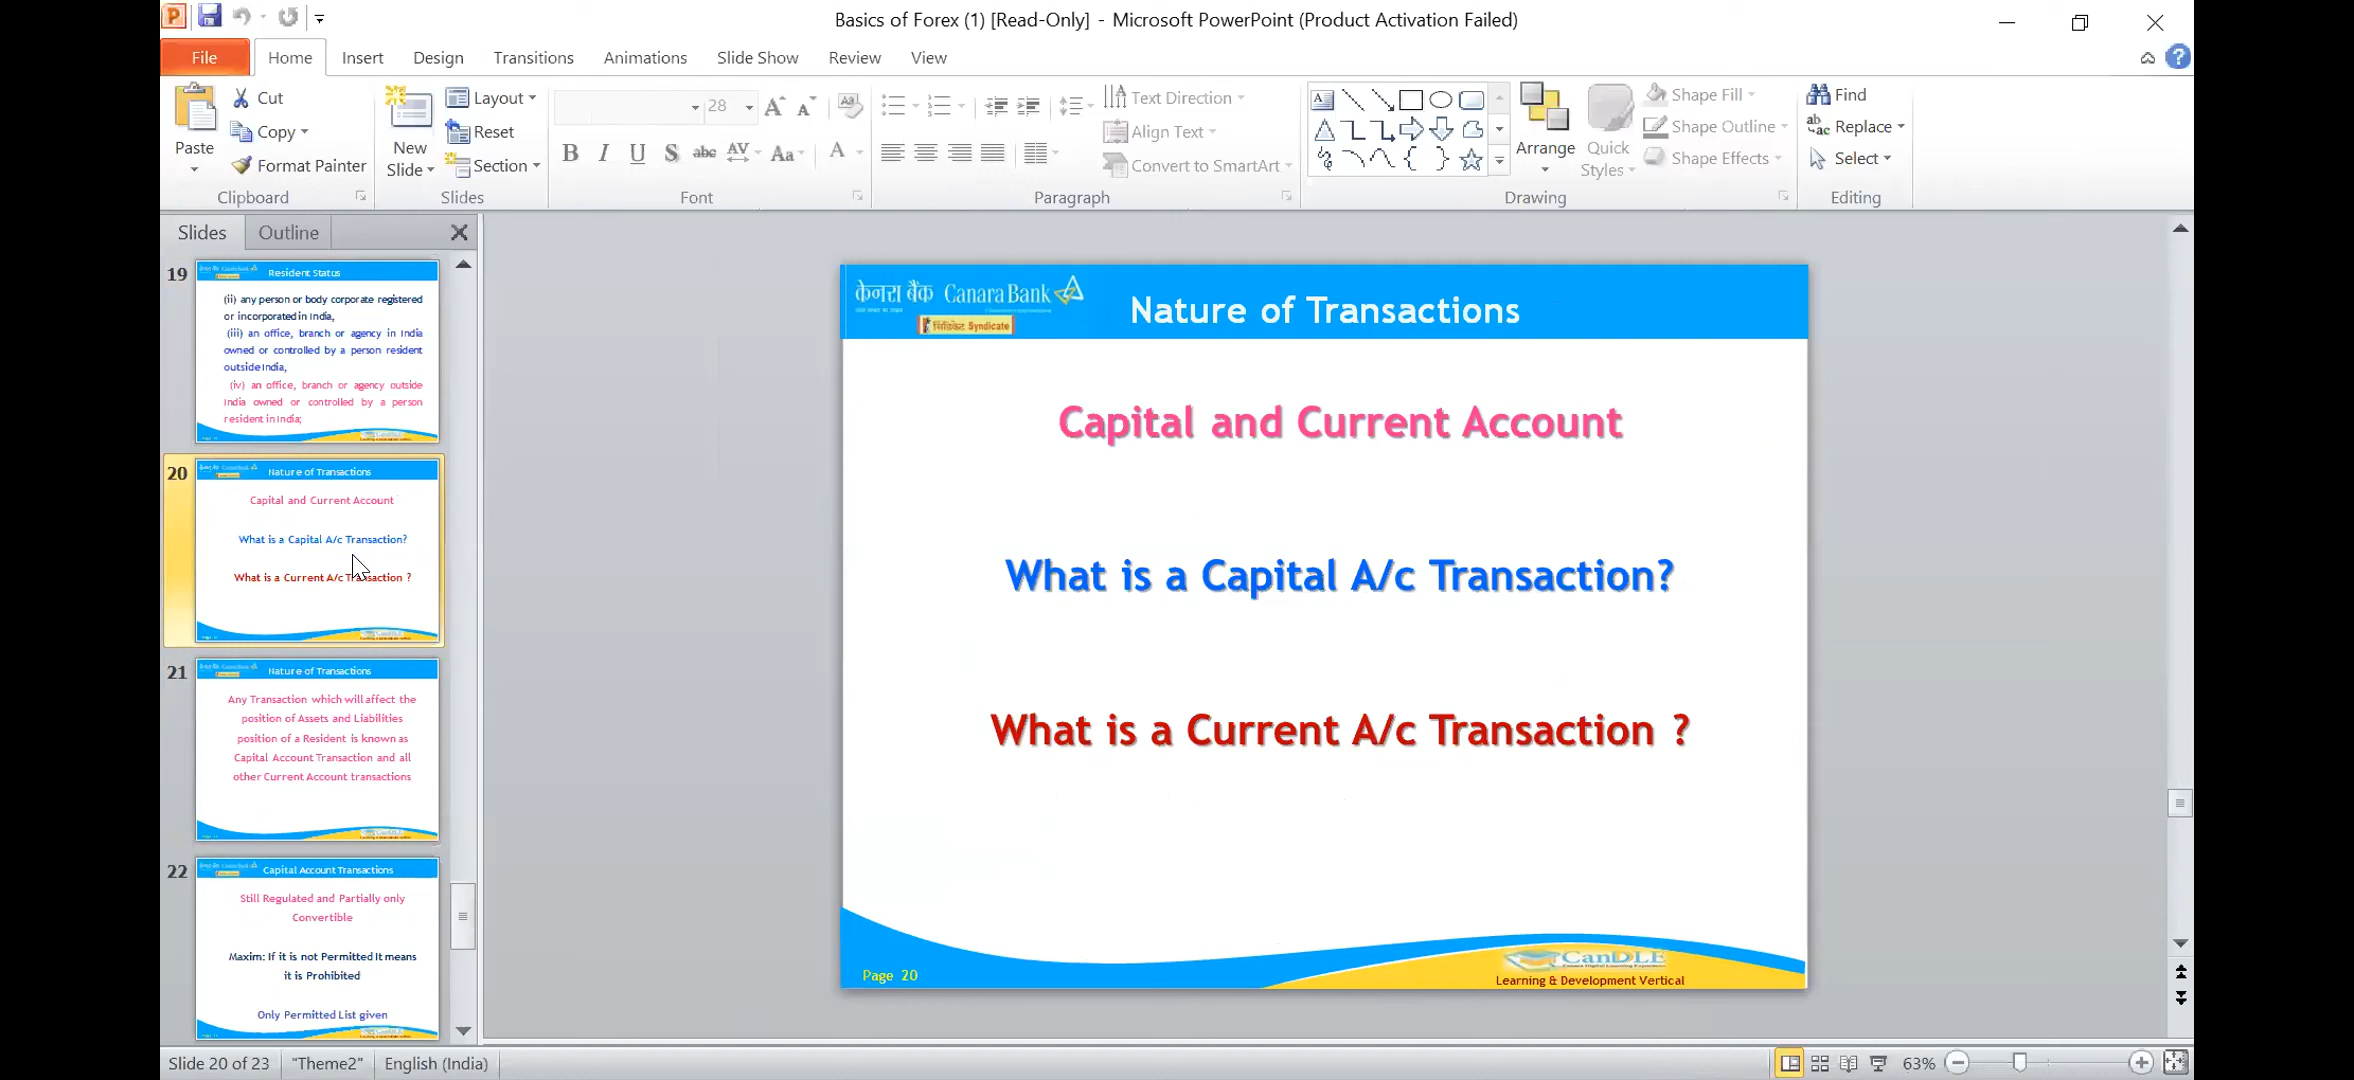 Basics of Forex (1) [Read-Only] - Microsoft PowerPoint (Product Activation Failed)
File Home Insert Design Transitions Animations Slide Show Review View
Paste
Cut
Copy
Format Painter
Clipboard
New Slide
Layout
Reset
Section
Slides
28
Font
Text Direction
Align Text
Convert to SmartArt
Paragraph
Arrange
Quick Styles
Shape Fill
Shape Outline
Shape Effects
Drawing
Find
Replace
Select
Editing
Slides Outline
19
Resident Status
(ii) any person or body corporate registered
or incorporated in India,
(iii) an office, branch or agency in India
owned or controlled by a person resident
outside India,
(iv) an office, branch or agency outside
India owned or controlled by a person
resident in India;
20
Nature of Transactions
Capital and Current Account
What is a Capital A/c Transaction?
What is a Current A/c Transaction ?
21
Nature of Transactions
Any Transaction which will affect the
position of Assets and Liabilities
position of a Resident is known as
Capital Account Transaction and all
other Current Account transactions
22
Capital Account Transactions
Still Regulated and Partially only
Convertible
Maxim: If it is not Permitted It means
it is Prohibited
Only Permitted List given
केनरा बैंक Canara Bank
सिंडिकेट Syndicate
Nature of Transactions
Capital and Current Account
What is a Capital A/c Transaction?
What is a Current A/c Transaction ?
Page 20
CanDLE
Learning & Development Vertical
Slide 20 of 23 "Theme2" English (India) 63%